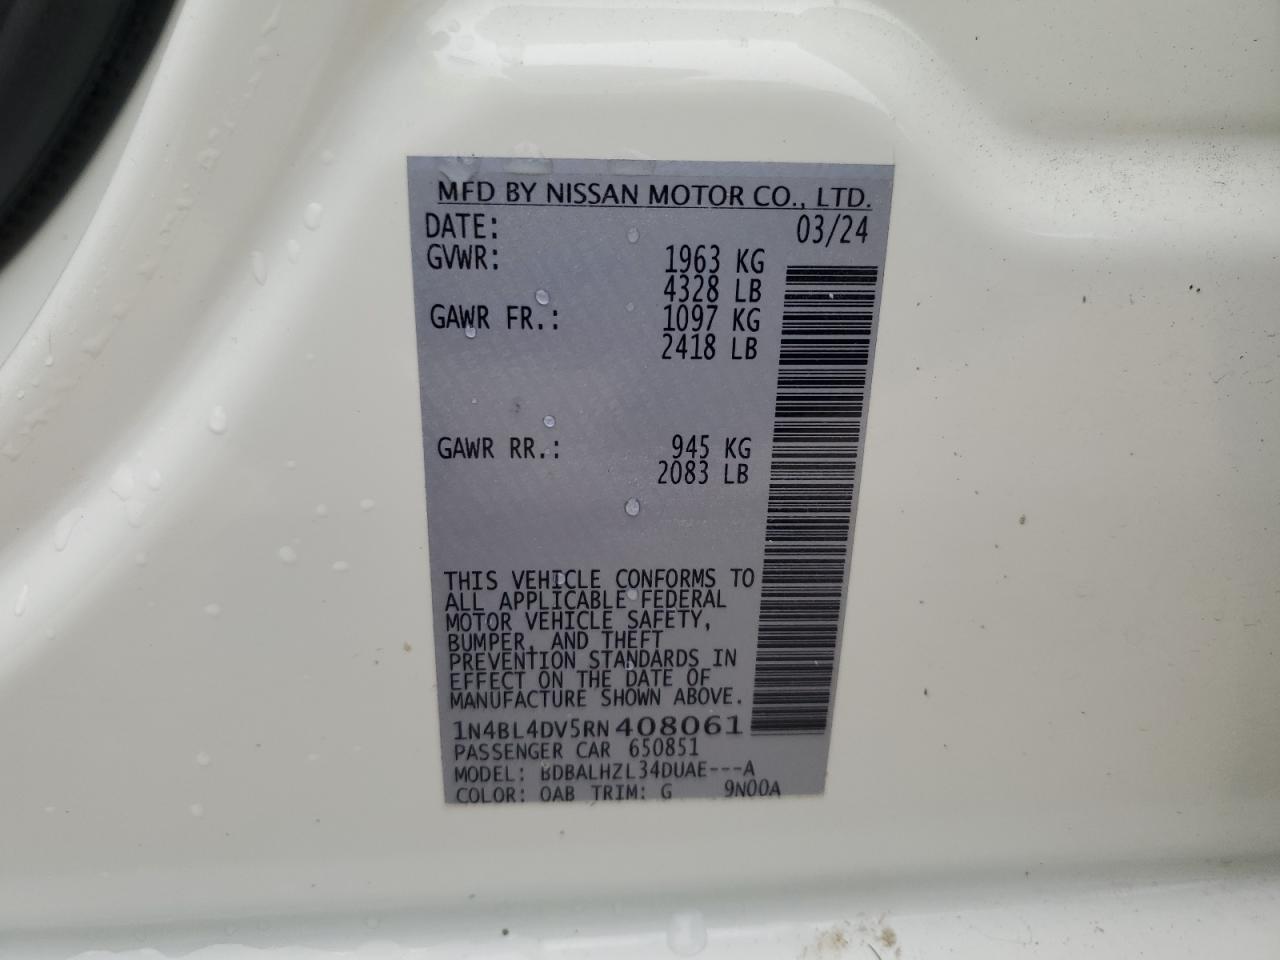 MFD BY NISSAN MOTOR CO., LTD.
DATE: 03/24
GVWR: 1963 KG
4328 LB
GAWR FR.: 1097 KG
2418 LB
GAWR RR.: 945 KG
2083 LB
THIS VEHICLE CONFORMS TO
ALL APPLICABLE FEDERAL
MOTOR VEHICLE SAFETY,
BUMPER, AND THEFT
PREVENTION STANDARDS IN
EFFECT ON THE DATE OF
MANUFACTURE SHOWN ABOVE.
1N4BL4DV5RN408061
PASSENGER CAR 650851
MODEL: BDBALHZL34DUAE---A
COLOR: QAB TRIM: G 9N00A